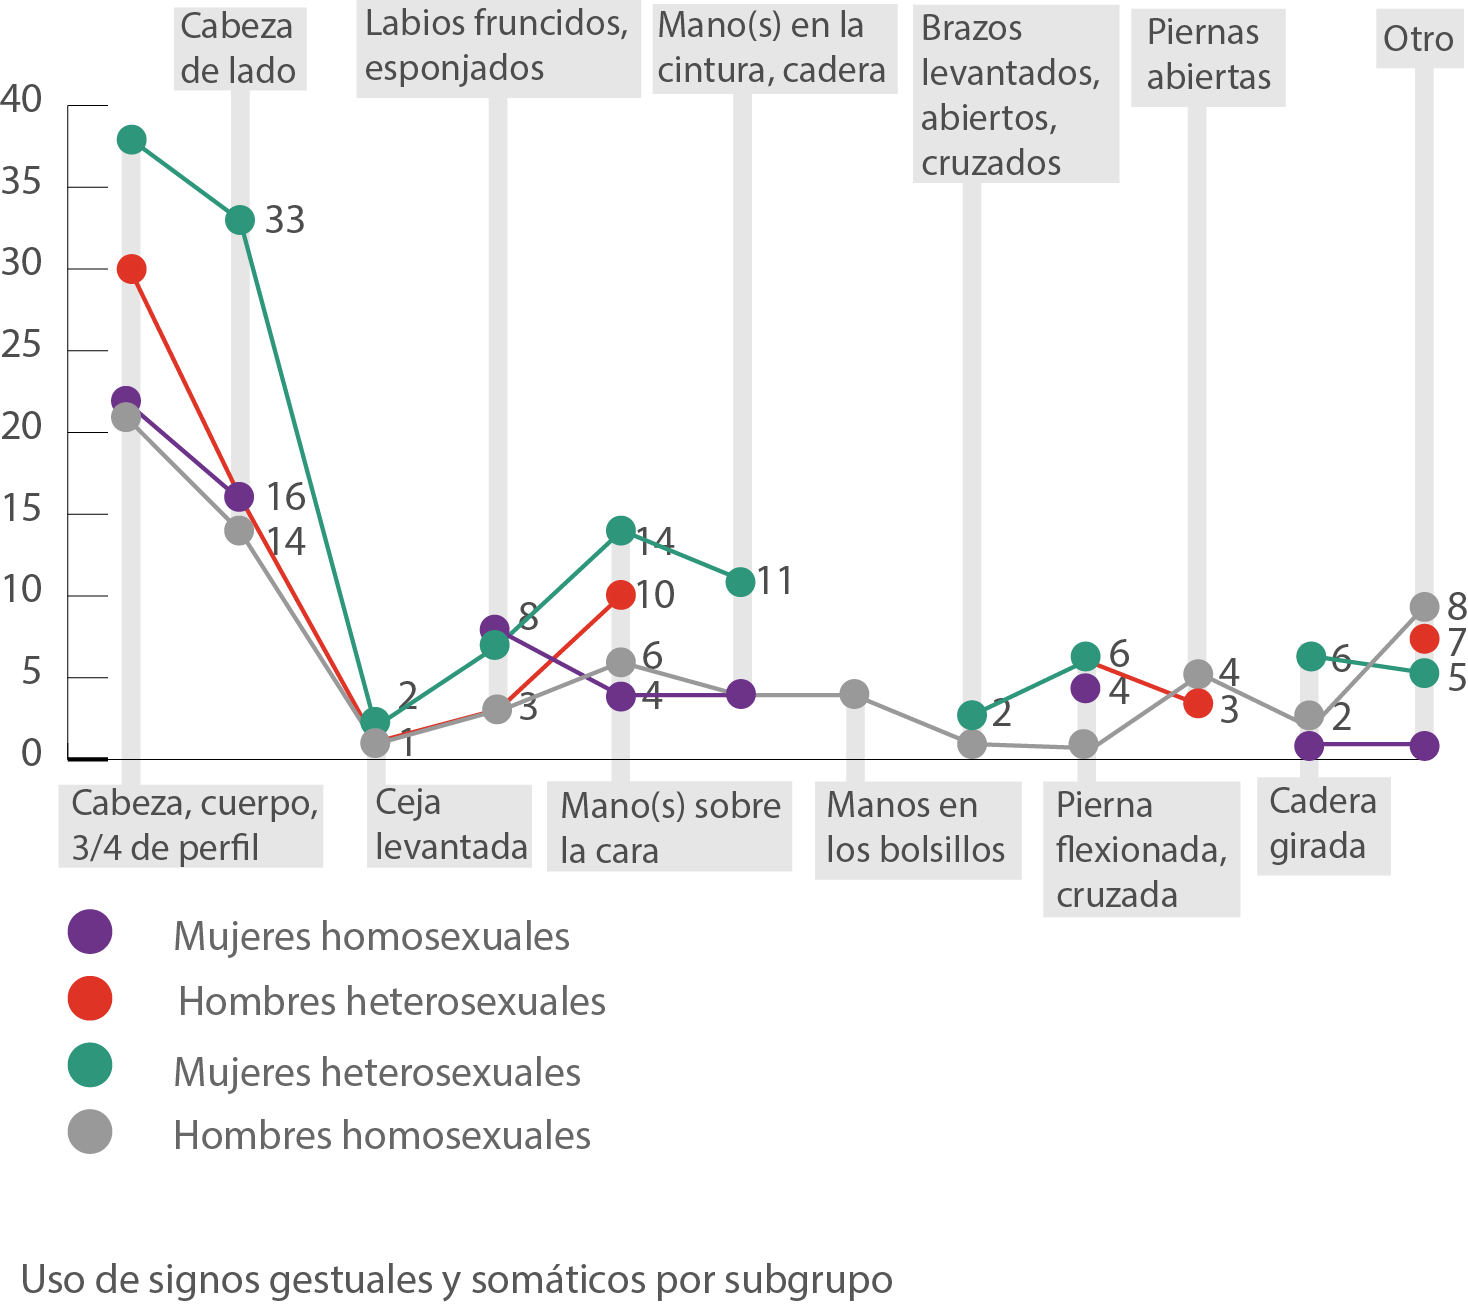 Cabeza
de lado
Labios fruncidos,
esponjados
Mano(s) en la
cintura, cadera
Brazos
levantados,
abiertos,
cruzados
Piernas
abiertas
Otro
40
35
30
25
20
15
10
5
0
33
16
14
2
1
8
3
14
10
6
4
11
2
6
4
4
3
6
2
8
7
5
Cabeza, cuerpo,
3/4 de perfil
Ceja
levantada
Mano(s) sobre
la cara
Manos en
los bolsillos
Pierna
flexionada,
cruzada
Cadera
girada
Mujeres homosexuales
Hombres heterosexuales
Mujeres heterosexuales
Hombres homosexuales
Uso de signos gestuales y somáticos por subgrupo